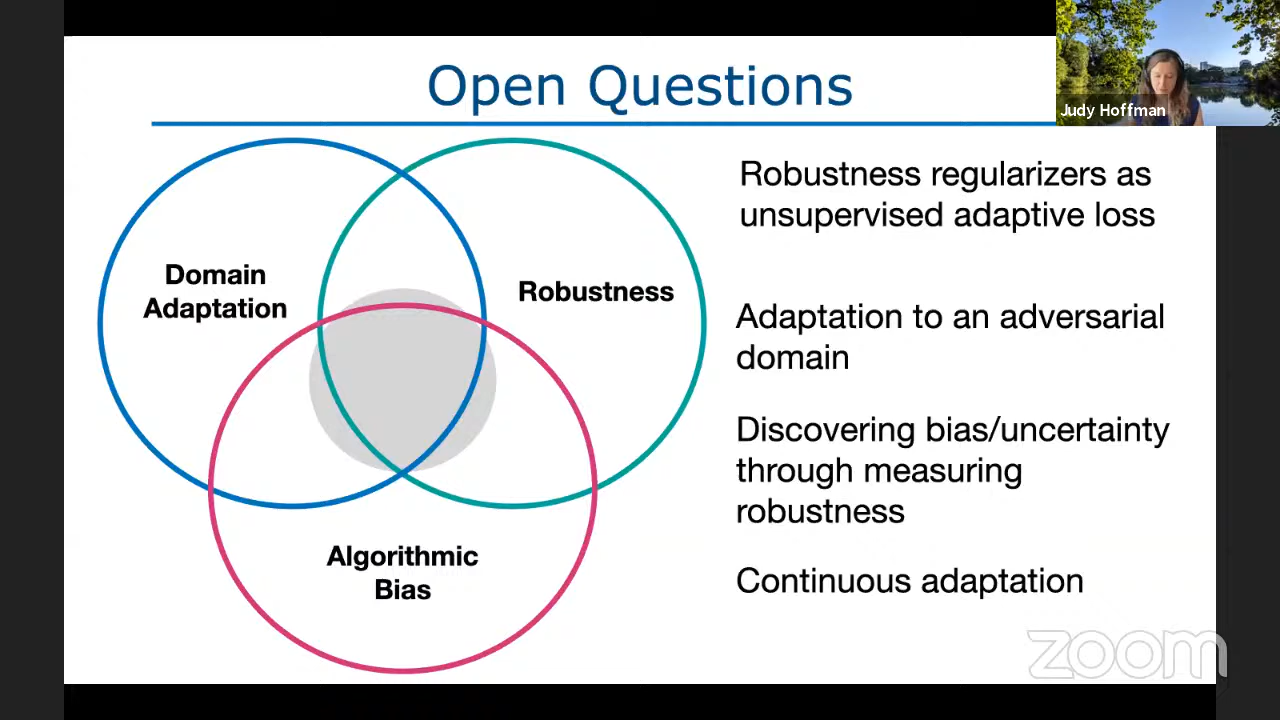 Open Questions
Judy Hoffman
Domain
Adaptation
Robustness
Algorithmic
Bias
Robustness regularizers as
unsupervised adaptive loss
Adaptation to an adversarial
domain
Discovering bias/uncertainty
through measuring
robustness
Continuous adaptation
zoom